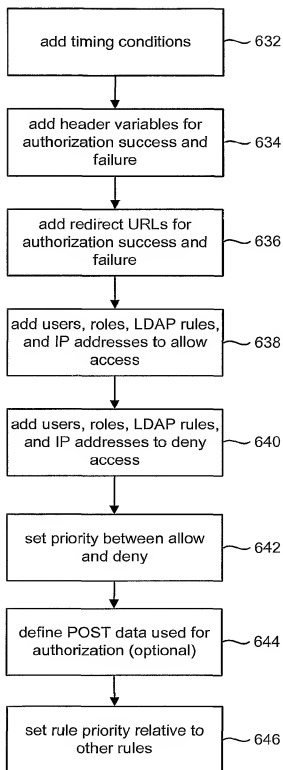 add timing conditions
632
add header variables for
authorization success and
failure
634
add redirect URLs for
authorization success and
failure
636
add users, roles, LDAP rules,
and IP addresses to allow
access
638
add users, roles, LDAP rules,
and IP addresses to deny
access
640
set priority between allow
and deny
642
define POST data used for
authorization (optional)
644
set rule priority relative to
other rules
646